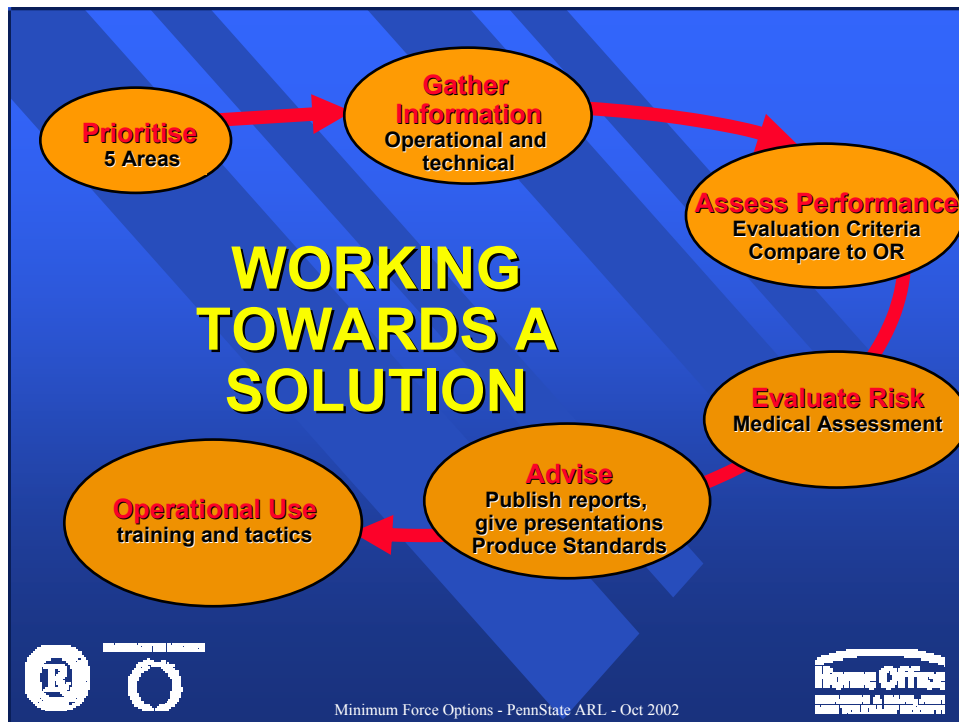 Prioritise
5 Areas
Gather
Information
Operational and
technical
Assess Performance
Evaluation Criteria
Compare to OR
WORKING
TOWARDS A
SOLUTION
Evaluate Risk
Medical Assessment
Advise
Publish reports,
give presentations
Produce Standards
Operational Use
training and tactics
R
Home Office
Minimum Force Options - PennState ARL - Oct 2002